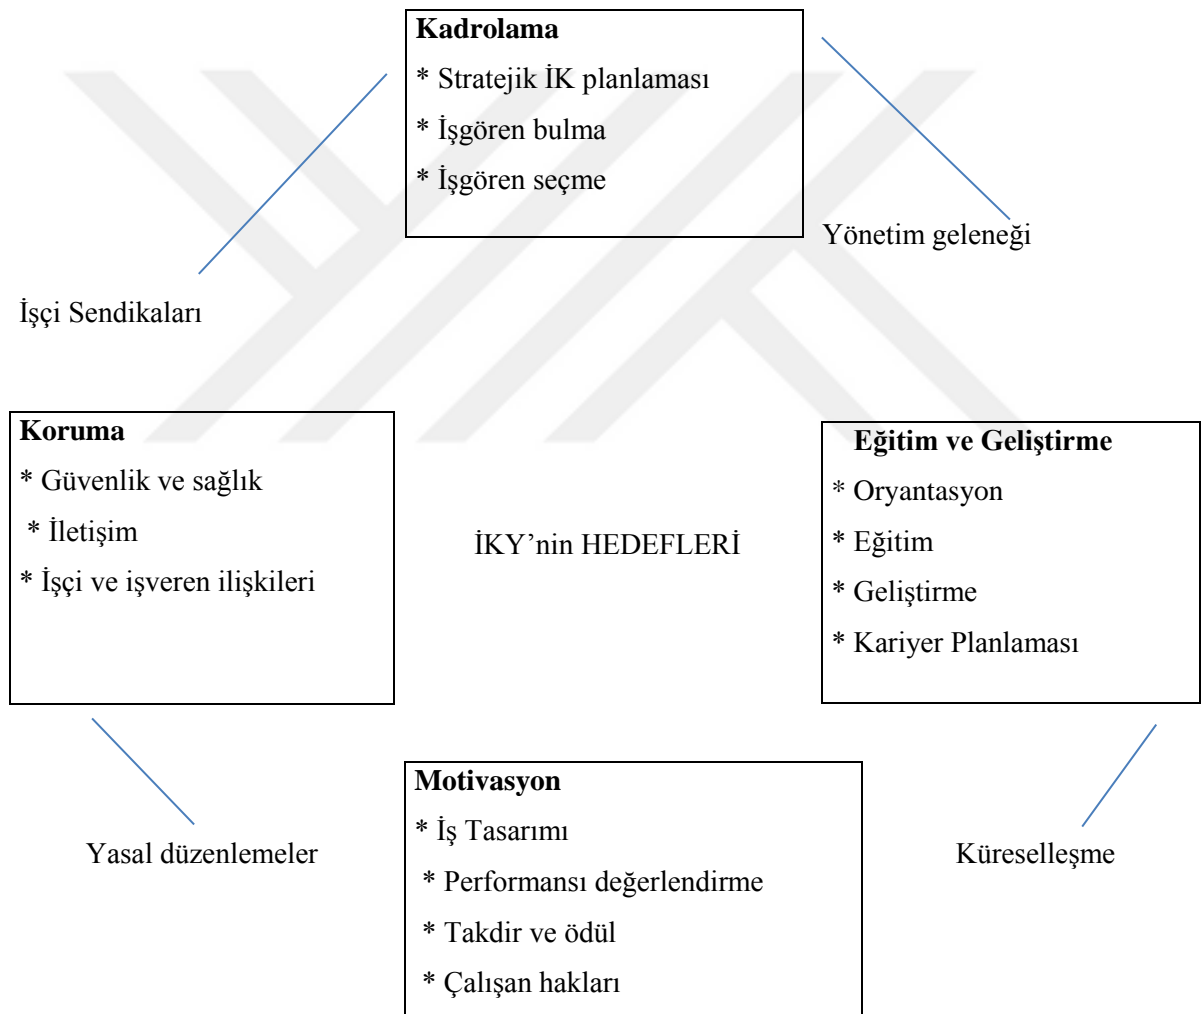 Kadrolama
* Stratejik İK planlaması
* İşgören bulma
* İşgören seçme
Yönetim geleneği
İşçi Sendikaları
Koruma
* Güvenlik ve sağlık
* İletişim
* İşçi ve işveren ilişkileri
İKY’nin HEDEFLERİ
Eğitim ve Geliştirme
* Oryantasyon
* Eğitim
* Geliştirme
* Kariyer Planlaması
Yasal düzenlemeler
Motivasyon
* İş Tasarımı
* Performansı değerlendirme
* Takdir ve ödül
* Çalışan hakları
Küreselleşme